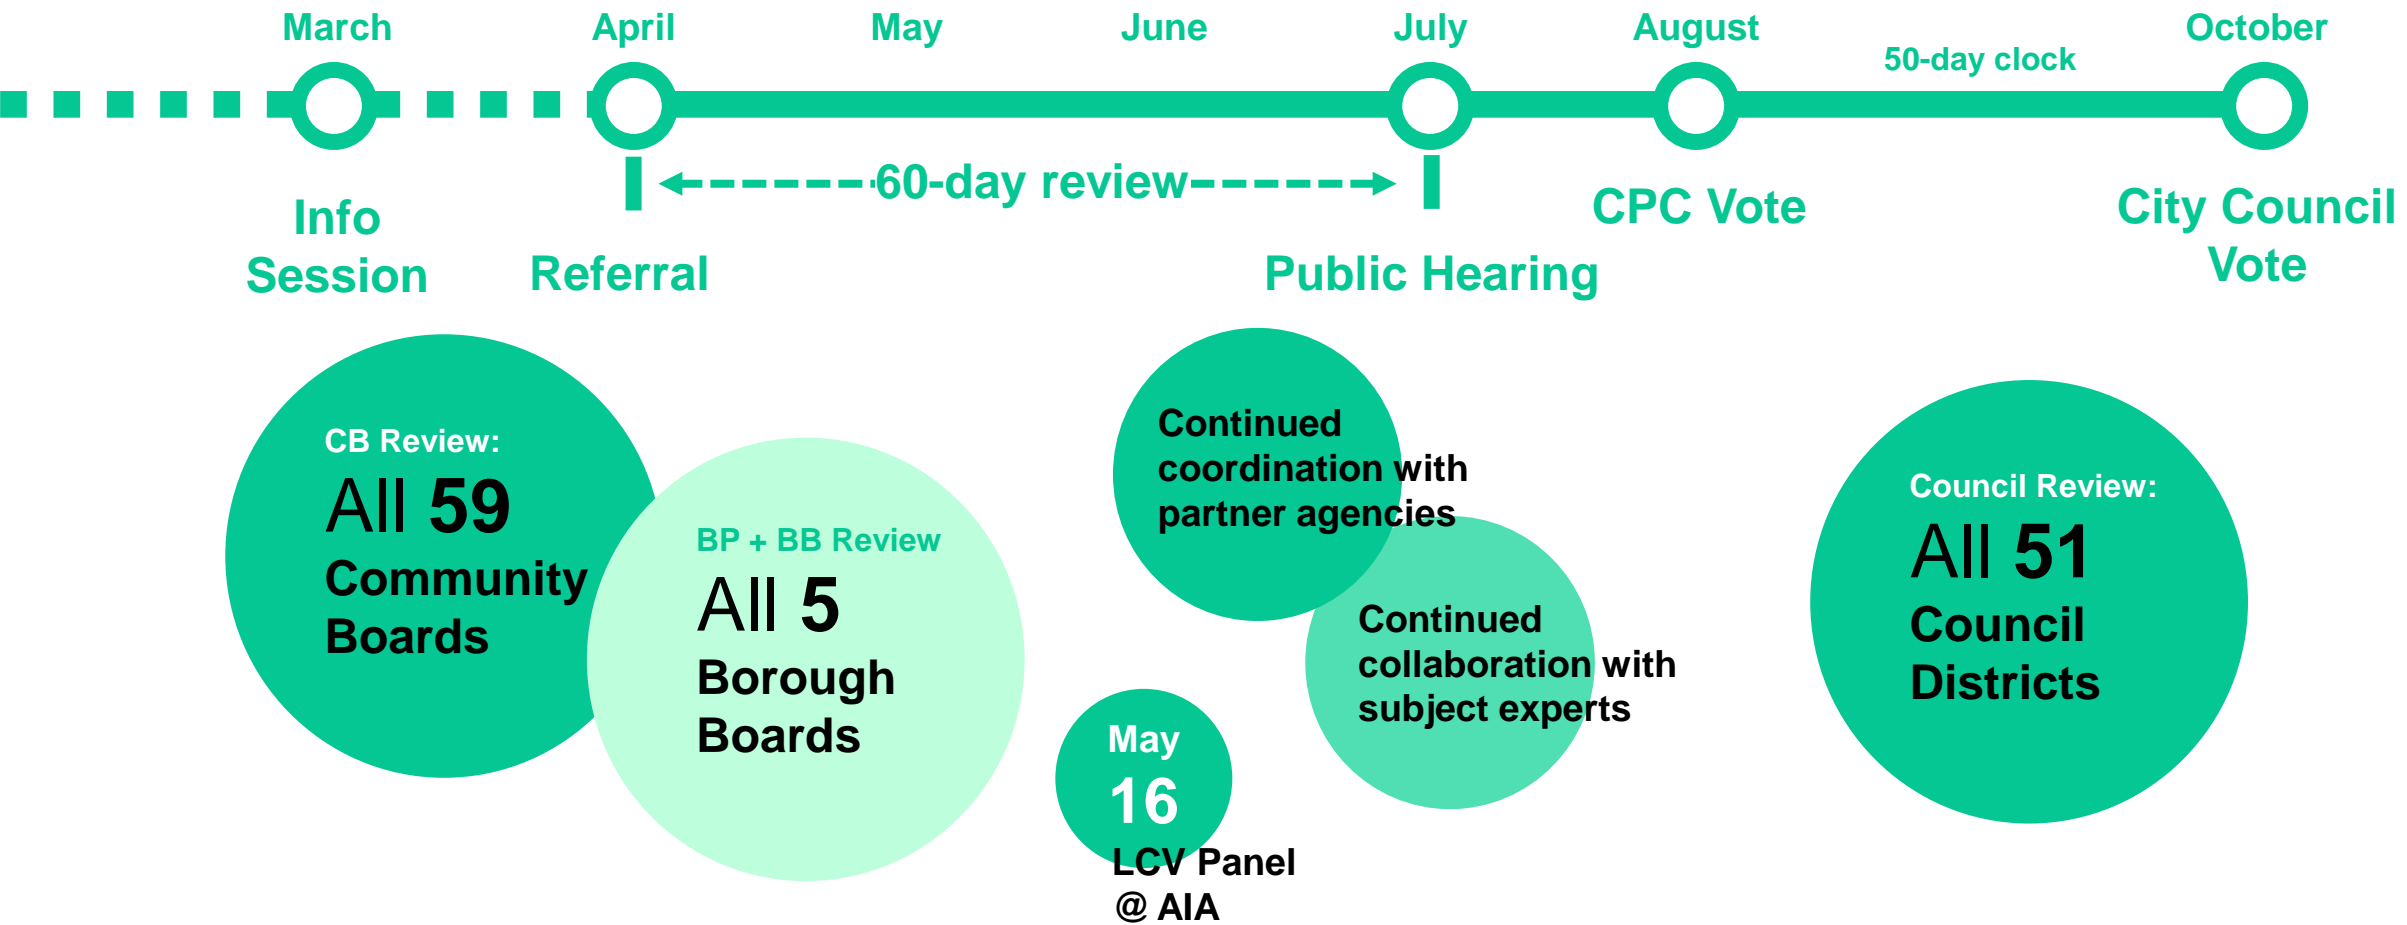 March
April
May
June
July
August
50-day clock
October
60-day review
Info
Session
Referral
Public Hearing
CPC Vote
City Council
Vote
CB Review:
All 59
Community
Boards
BP + BB Review
All 5
Borough
Boards
Continued
coordination with
partner agencies
Continued
collaboration with
subject experts
May
16
LCV Panel
@ AIA
Council Review:
All 51
Council
Districts